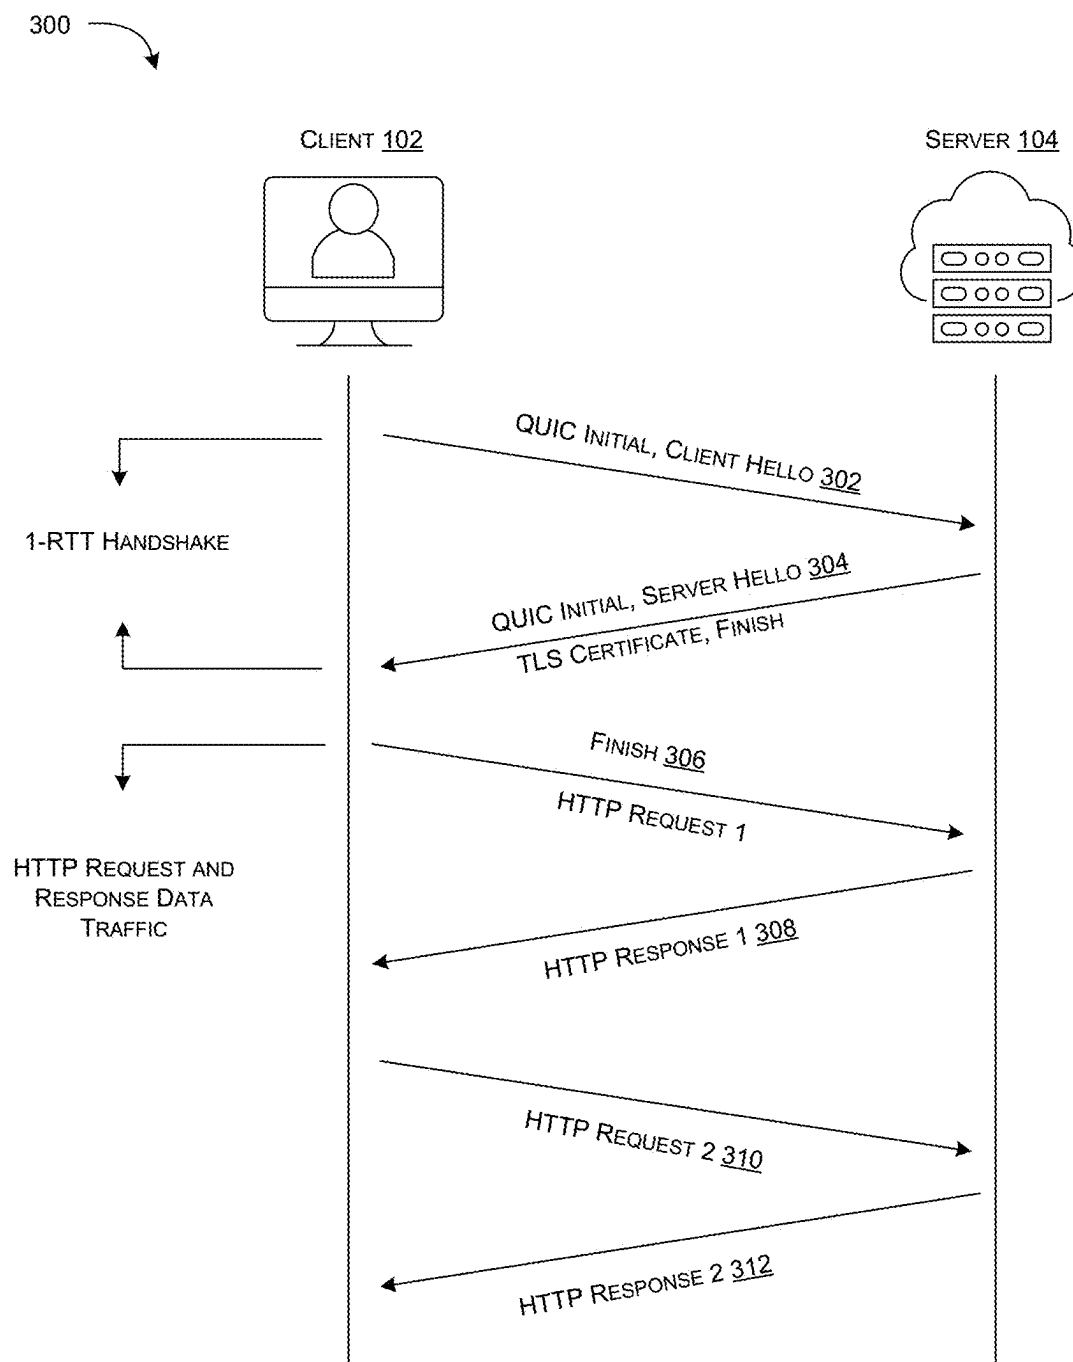 300
CLIENT 102
SERVER 104
QUIC INITIAL, CLIENT HELLO 302
1-RTT HANDSHAKE
QUIC INITIAL, SERVER HELLO 304
TLS CERTIFICATE, FINISH
FINISH 306
HTTP REQUEST 1
HTTP REQUEST AND
RESPONSE DATA
TRAFFIC
HTTP RESPONSE 1 308
HTTP REQUEST 2 310
HTTP RESPONSE 2 312